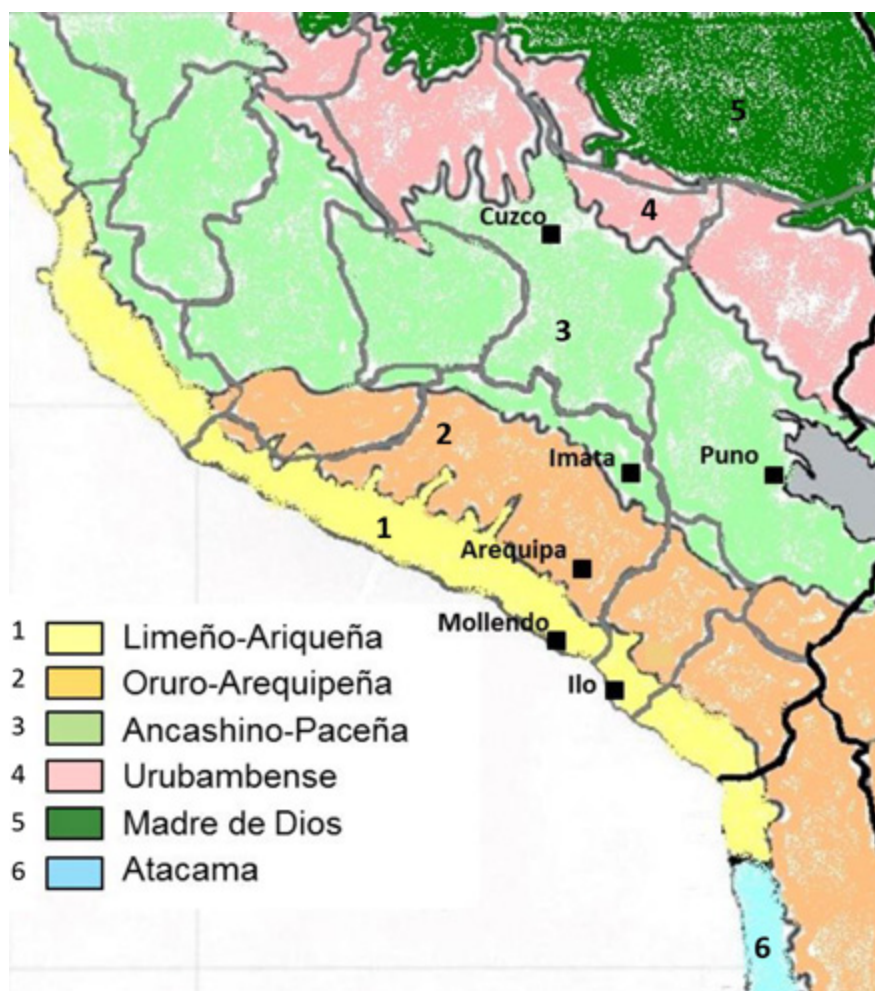 5
Cuzco
4
3
2
Imata
Puno
1
Arequipa
Mollendo
Ilo
1 Limeño-Ariqueña
2 Oruro-Arequipeña
3 Ancashino-Paceña
4 Urubambense
5 Madre de Dios
6 Atacama
6